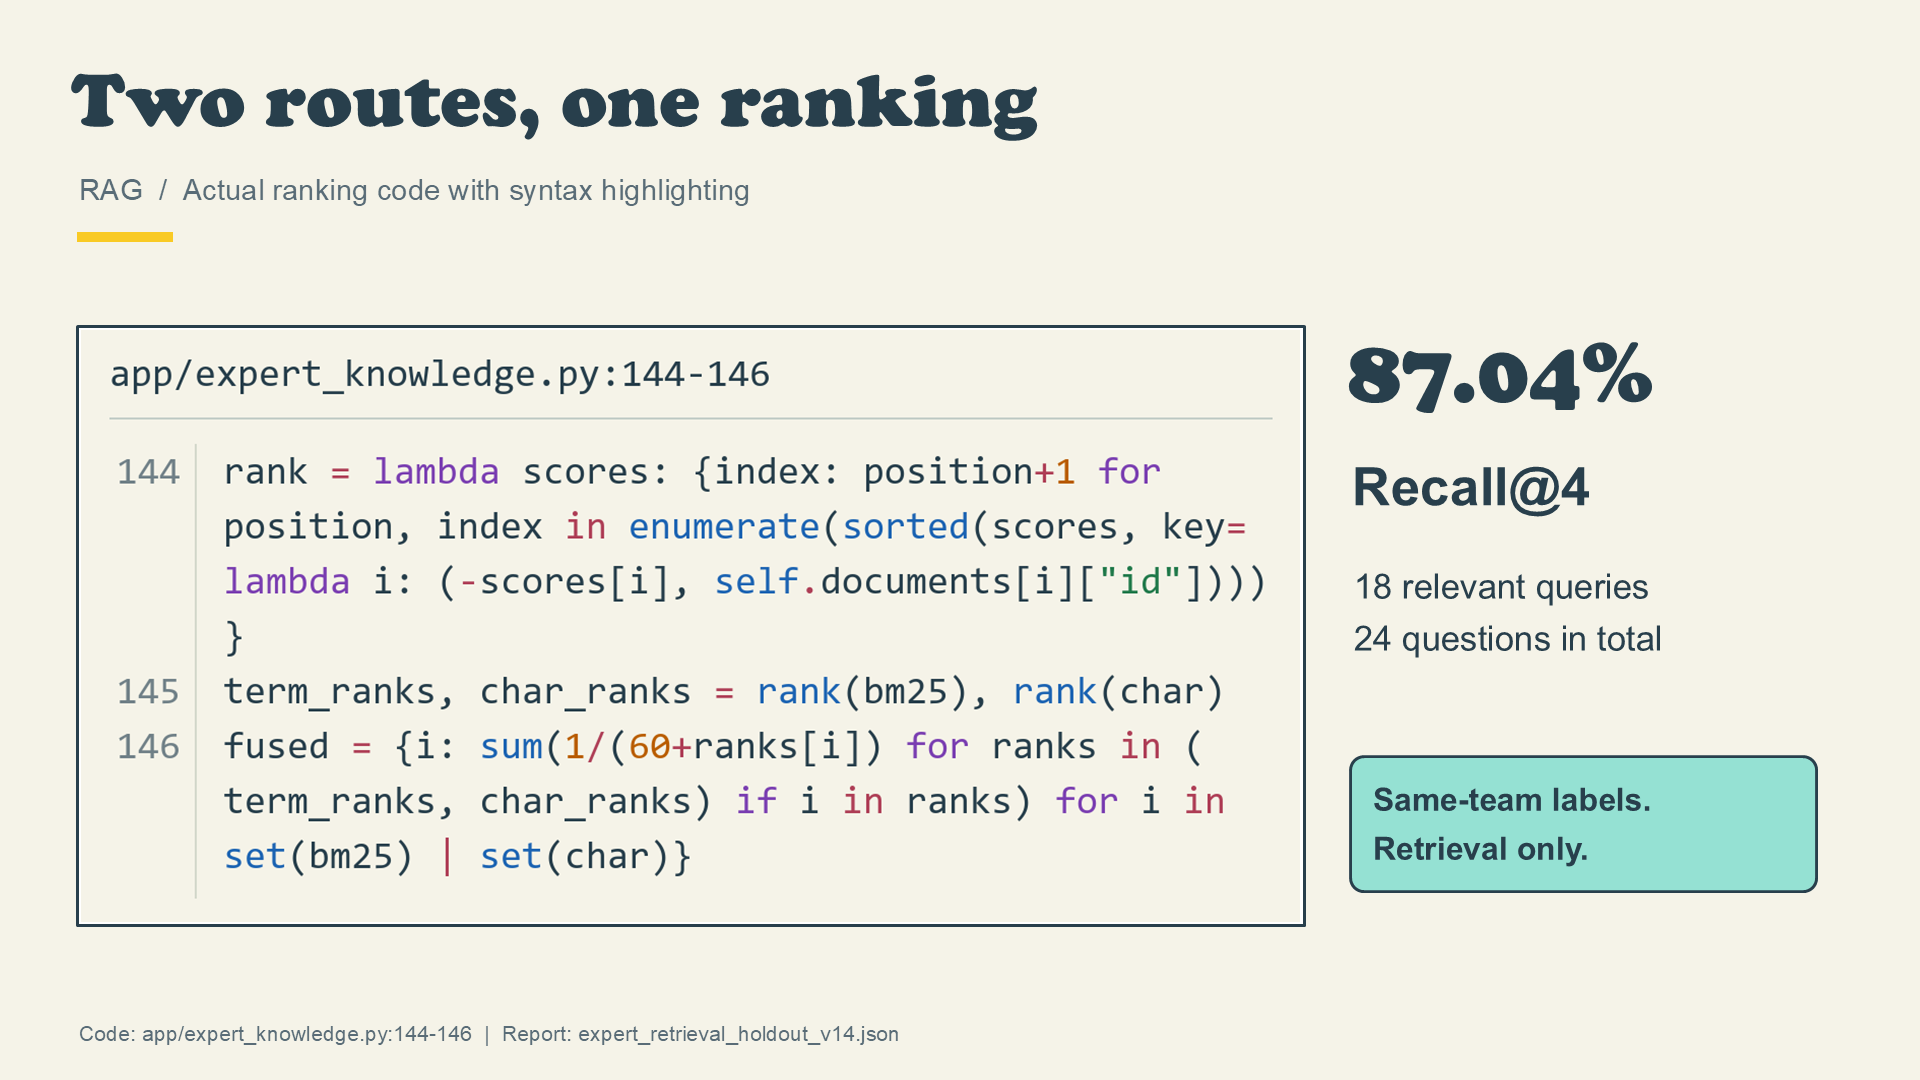 Two routes, one ranking
RAG / Actual ranking code with syntax highlighting
app/expert_knowledge.py:144-146
144 rank = lambda scores: {index: position+1 for
position, index in enumerate(sorted(scores, key=
lambda i: (-scores[i], self.documents[i]["id"])))
}
145 term_ranks, char_ranks = rank(bm25), rank(char)
146 fused = {i: sum(1/(60+ranks[i]) for ranks in (
term_ranks, char_ranks) if i in ranks) for i in
set(bm25) | set(char)}
87.04%
Recall@4
18 relevant queries
24 questions in total
Same-team labels.
Retrieval only.
Code: app/expert_knowledge.py:144-146 | Report: expert_retrieval_holdout_v14.json